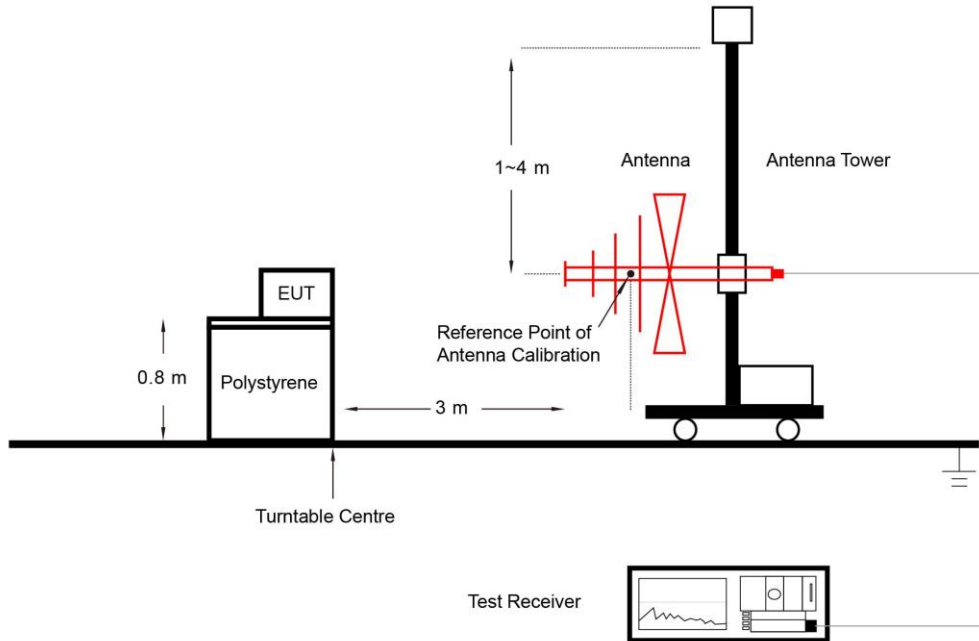 1~4 m
Antenna
Antenna Tower
EUT
Reference Point of
Antenna Calibration
0.8 m
Polystyrene
3 m
Turntable Centre
Test Receiver